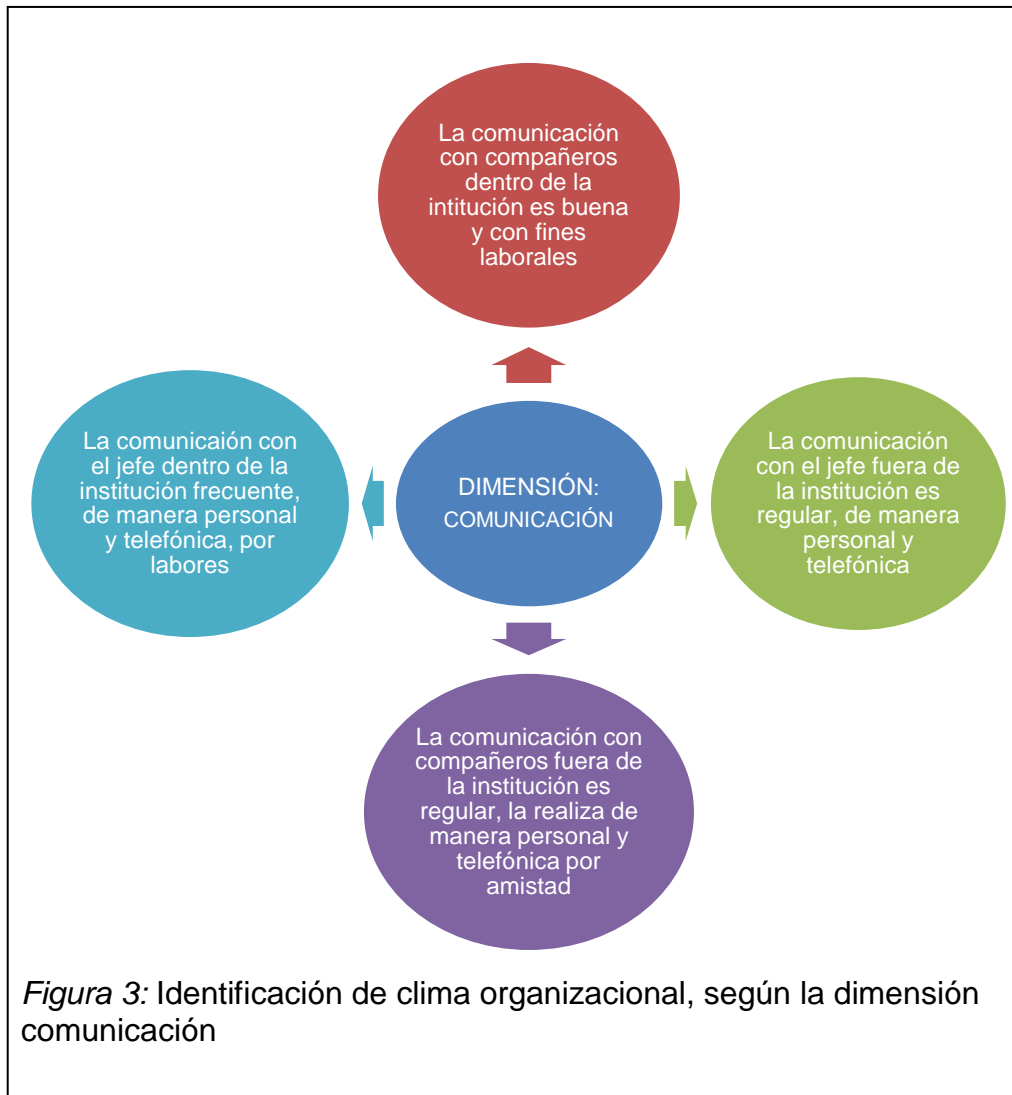 La comunicación
con compañeros
dentro de la
intitución es buena
y con fines
laborales
La comunicaión con
el jefe dentro de la
institución frecuente,
de manera personal
y telefónica, por
labores
DIMENSIÓN:
COMUNICACIÓN
La comunicación
con el jefe fuera de
la institución es
regular, de manera
personal y
telefónica
La comunicación con
compañeros fuera de
la institución es
regular, la realiza de
manera personal y
telefónica por
amistad
Figura 3: Identificación de clima organizacional, según la dimensión
comunicación